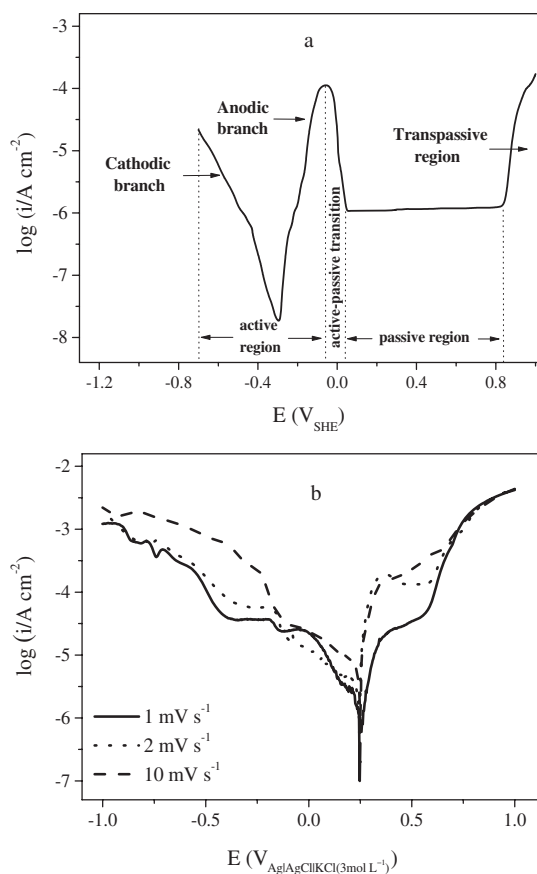 a
-3
-4
-5
-6
-7
-8
log (i/A cm⁻²)
Cathodic
branch
Anodic
branch
Transpassive
region
active
region
active-passive transition
passive region
-1.2
-0.8
-0.4
0.0
0.4
0.8
E (V_SHE)
b
-2
-3
-4
-5
-6
-7
log (i/A cm⁻²)
1 mV s⁻¹
2 mV s⁻¹
10 mV s⁻¹
-1.0
-0.5
0.0
0.5
1.0
E (V_Ag|AgCl|KCl(3mol L⁻¹))